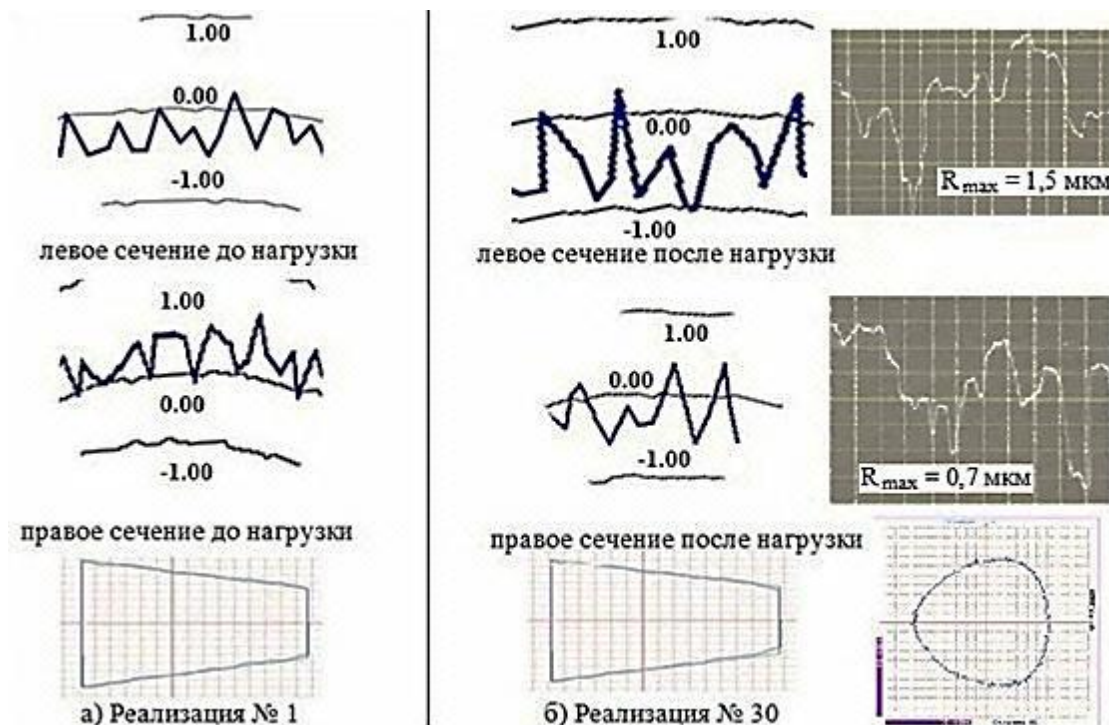 1.00
0.00
-1.00
левое сечение до нагрузки
1.00
0.00
-1.00
правое сечение до нагрузки
а) Реализация № 1
1.00
0.00
-1.00
R max = 1,5 мкм
левое сечение после нагрузки
1.00
0.00
-1.00
R max = 0,7 мкм
правое сечение после нагрузки
б) Реализация № 30